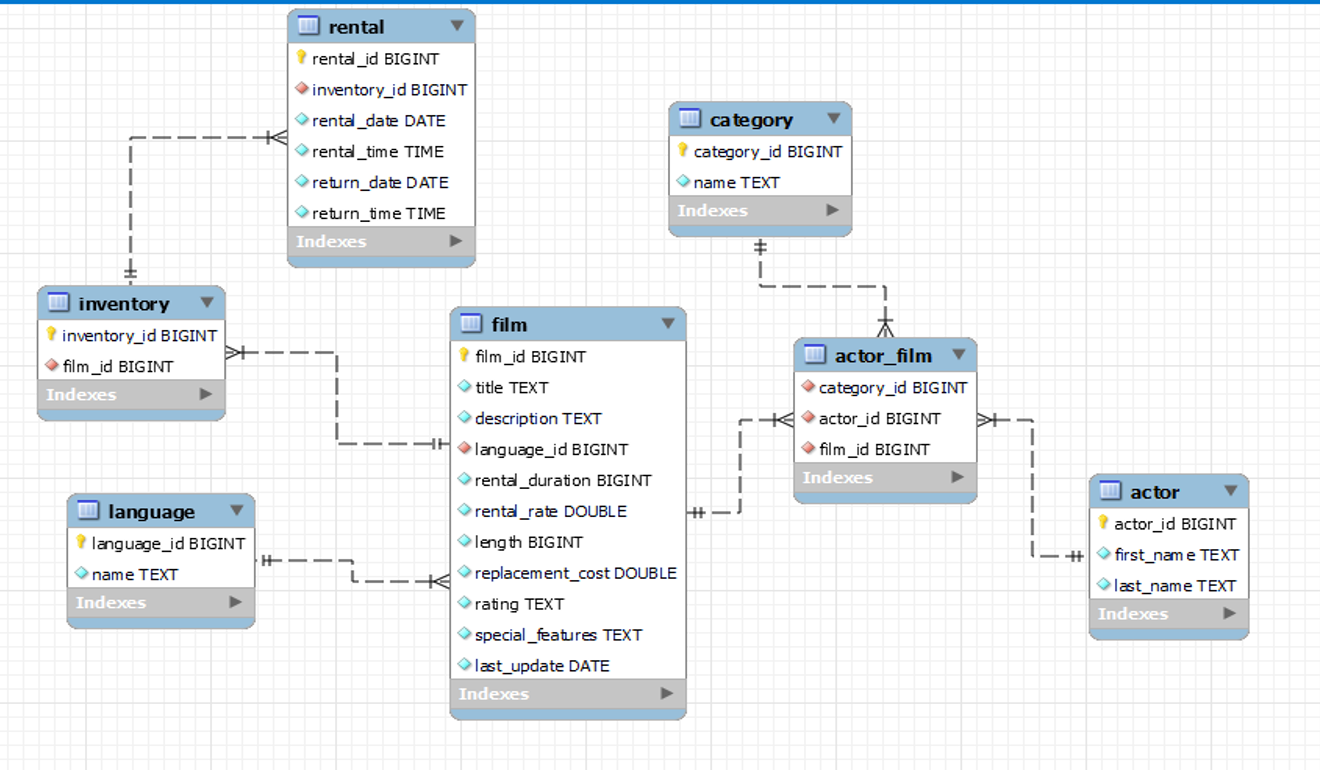 rental
rental_id BIGINT
inventory_id BIGINT
rental_date DATE
rental_time TIME
return_date DATE
return_time TIME
Indexes
category
category_id BIGINT
name TEXT
Indexes
inventory
inventory_id BIGINT
film_id BIGINT
Indexes
film
film_id BIGINT
title TEXT
description TEXT
language_id BIGINT
rental_duration BIGINT
rental_rate DOUBLE
length BIGINT
replacement_cost DOUBLE
rating TEXT
special_features TEXT
last_update DATE
Indexes
actor_film
category_id BIGINT
actor_id BIGINT
film_id BIGINT
Indexes
language
language_id BIGINT
name TEXT
Indexes
actor
actor_id BIGINT
first_name TEXT
last_name TEXT
Indexes